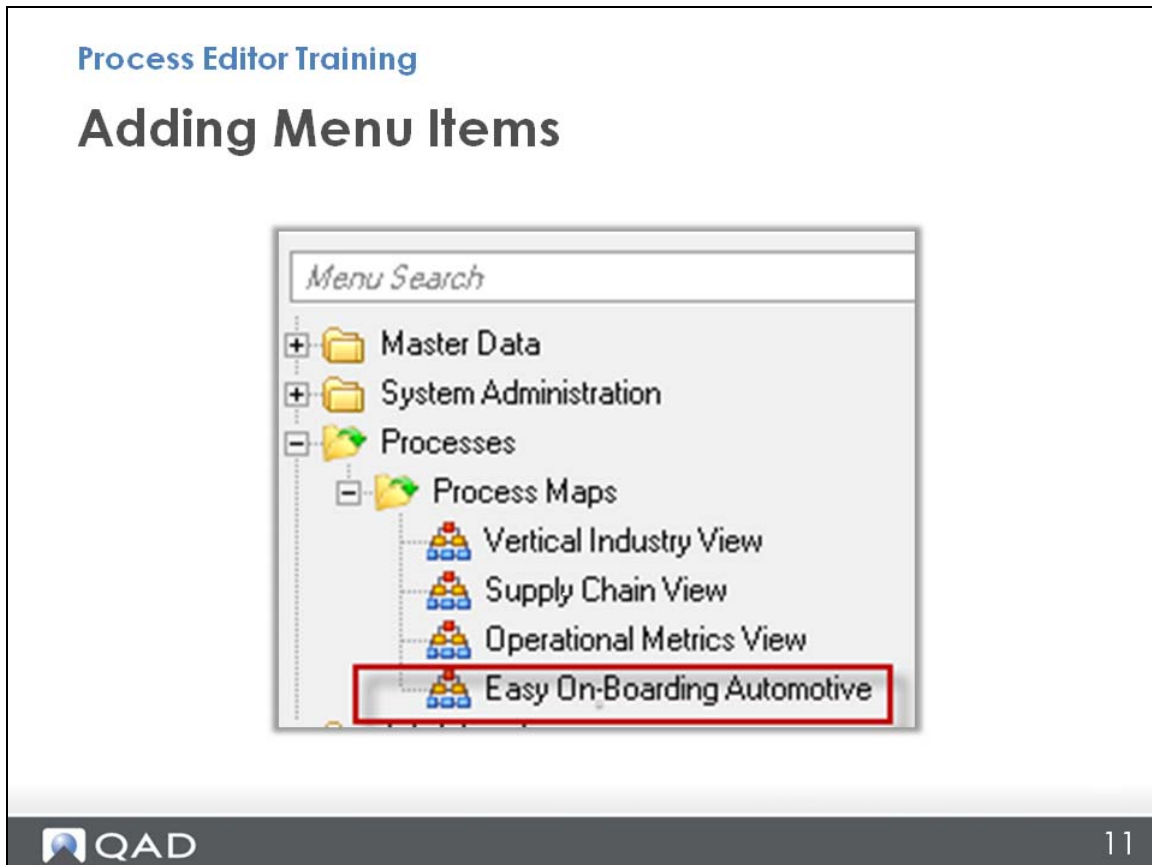 Process Editor Training
Adding Menu Items
Menu Search
Master Data
System Administration
Processes
Process Maps
Vertical Industry View
Supply Chain View
Operational Metrics View
Easy On-Boarding Automotive
QAD
11